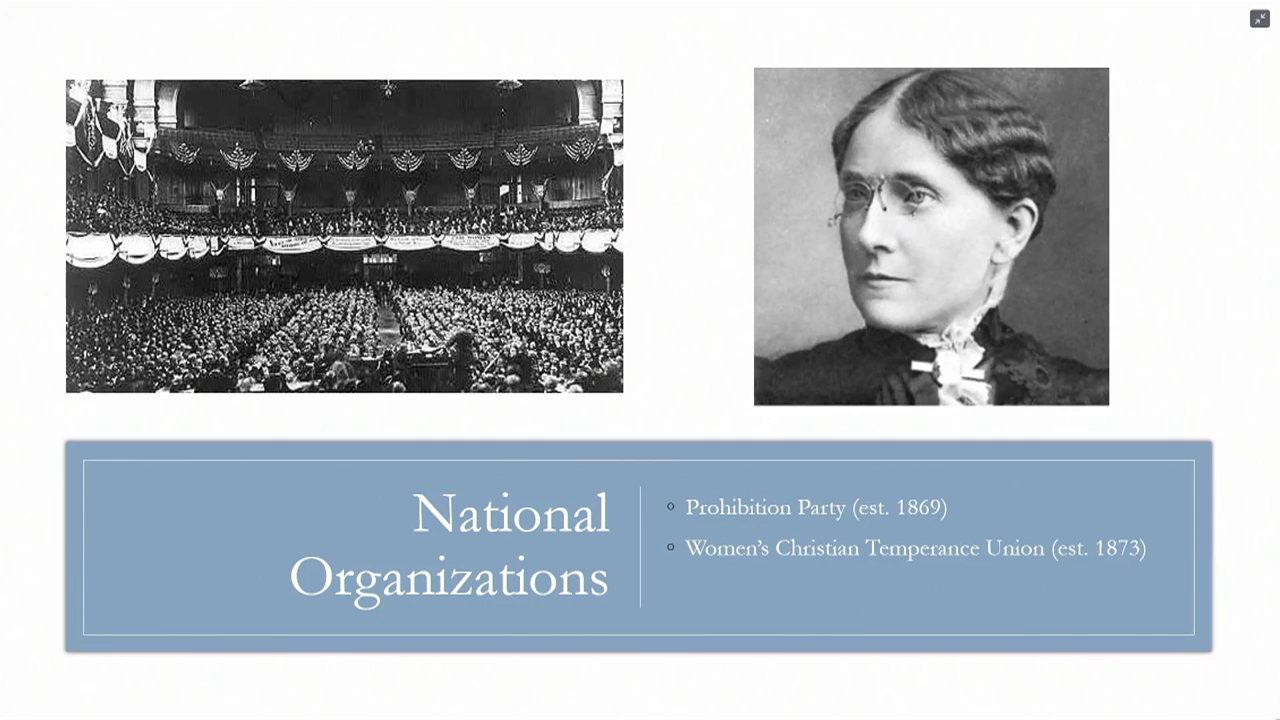 National
Organizations
Prohibition Party (est. 1869)
Women’s Christian Temperance Union (est. 1873)